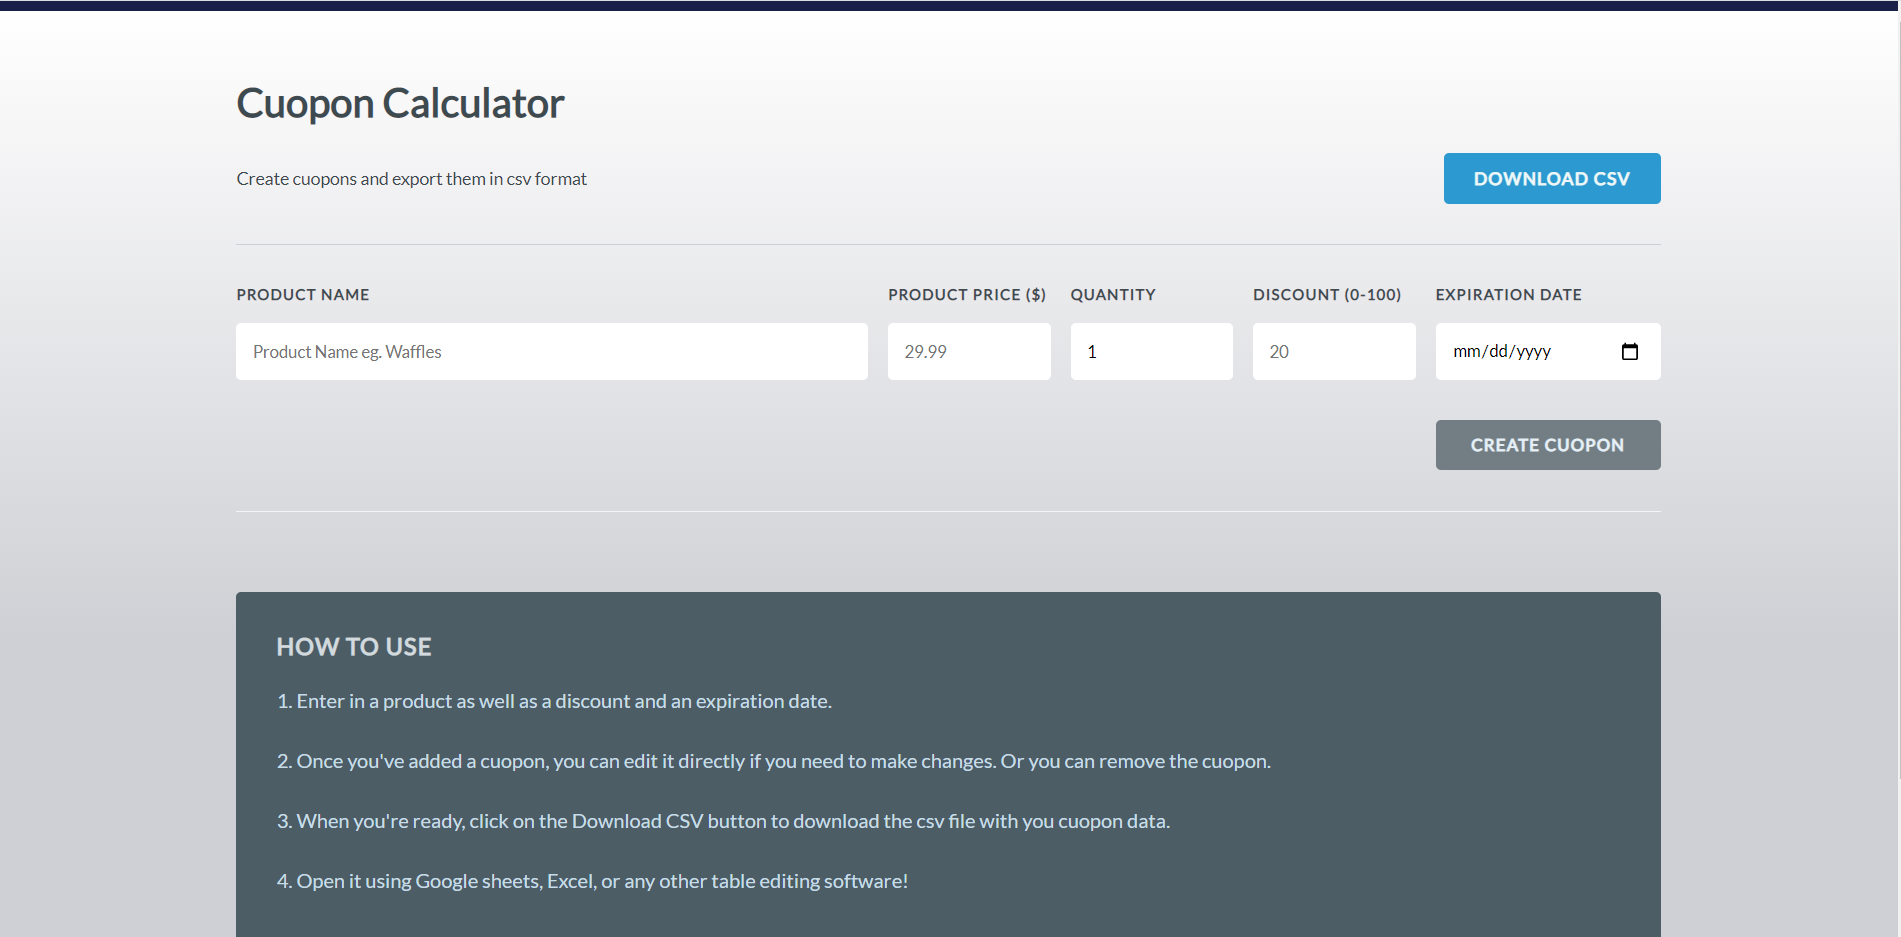 Cuopon Calculator
Create cuopons and export them in csv format
DOWNLOAD CSV
PRODUCT NAME
PRODUCT PRICE ($)
QUANTITY
DISCOUNT (0-100)
EXPIRATION DATE
Product Name eg. Waffles
29.99
1
20
mm/dd/yyyy
CREATE CUOPON
HOW TO USE
1. Enter in a product as well as a discount and an expiration date.
2. Once you've added a cuopon, you can edit it directly if you need to make changes. Or you can remove the cuopon.
3. When you're ready, click on the Download CSV button to download the csv file with you cuopon data.
4. Open it using Google sheets, Excel, or any other table editing software!